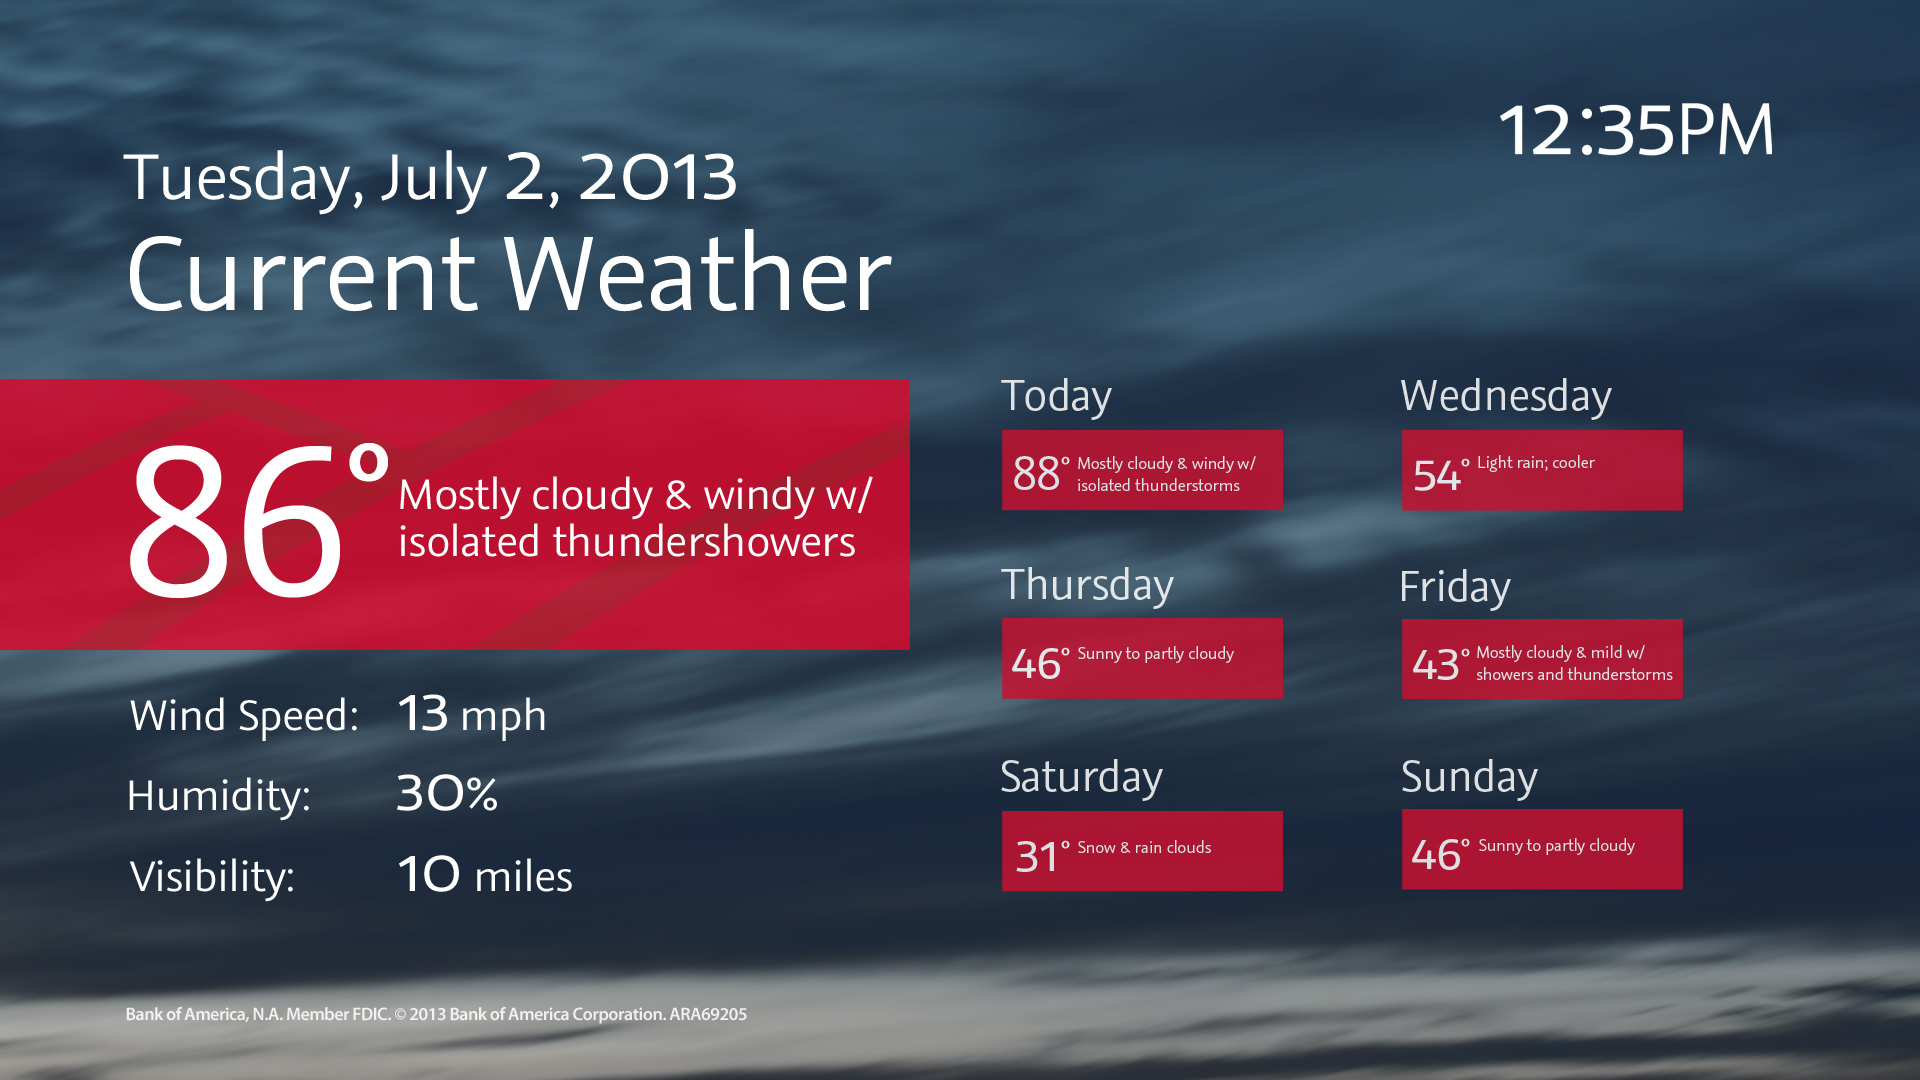 12:35PM
Tuesday, July 2, 2013
Current Weather
86° Mostly cloudy & windy w/
isolated thundershowers
Wind Speed: 13 mph
Humidity: 30%
Visibility: 10 miles
Today
88° Mostly cloudy & windy w/
isolated thunderstorms
Wednesday
54° Light rain; cooler
Thursday
46° Sunny to partly cloudy
Friday
43° Mostly cloudy & mild w/
showers and thunderstorms
Saturday
31° Snow & rain clouds
Sunday
46° Sunny to partly cloudy
Bank of America, N.A. Member FDIC. © 2013 Bank of America Corporation. ARA69205